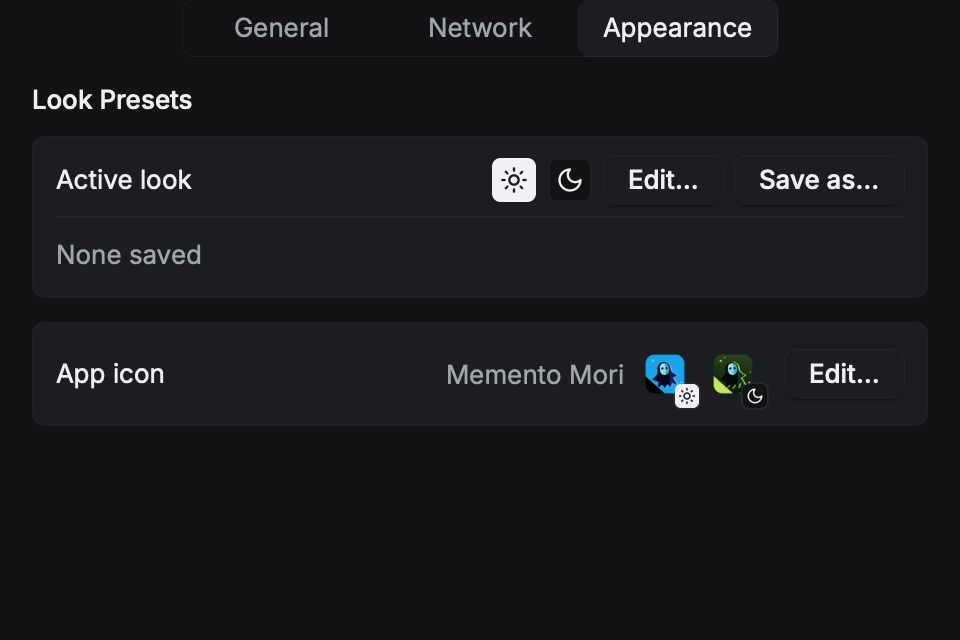 General Network Appearance
Look Presets
Active look Edit... Save as...
None saved
App icon Memento Mori Edit...